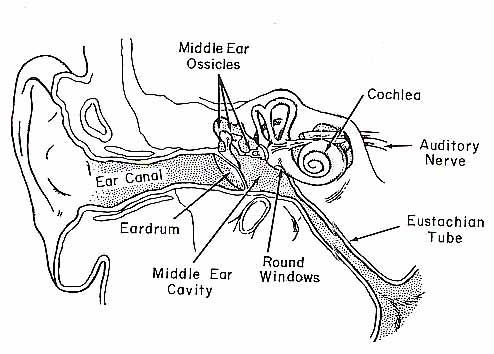 Middle Ear
Ossicles
Cochlea
Auditory
Nerve
Ear Canal
Eardrum
Eustachian
Tube
Middle Ear
Cavity
Round
Windows